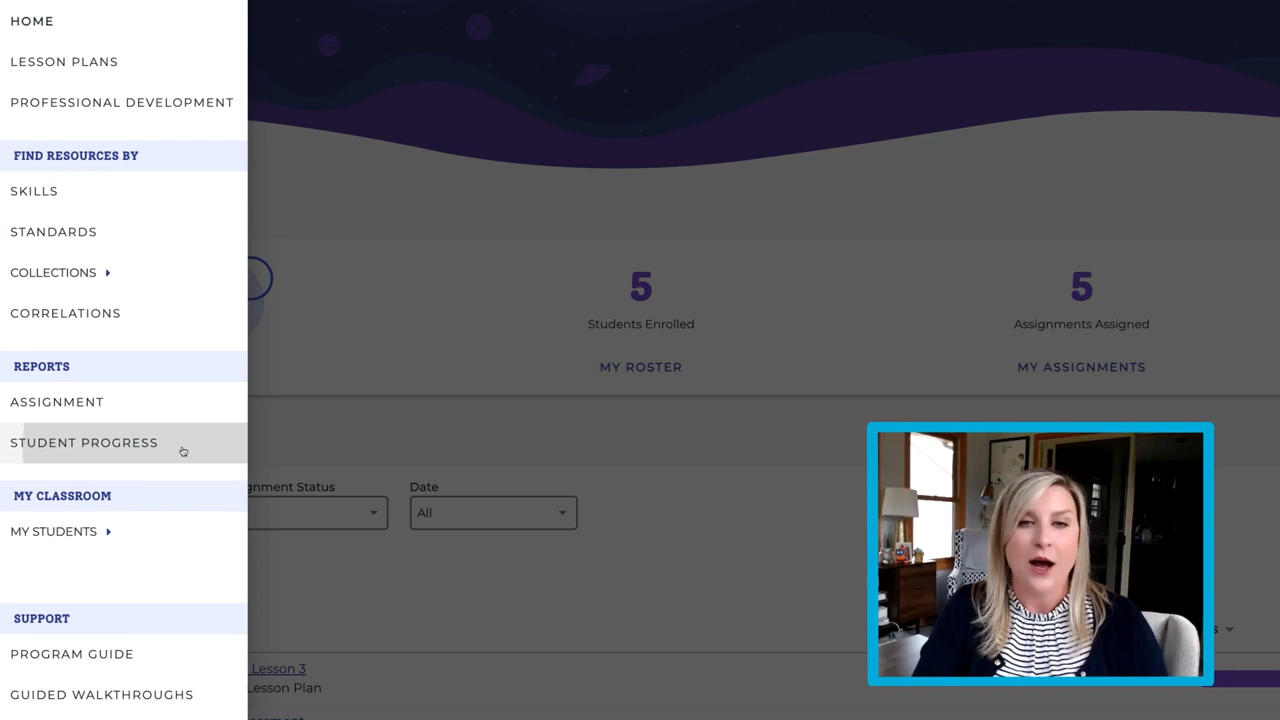 HOME
LESSON PLANS
PROFESSIONAL DEVELOPMENT
FIND RESOURCES BY
SKILLS
STANDARDS
COLLECTIONS
CORRELATIONS
REPORTS
ASSIGNMENT
STUDENT PROGRESS
MY CLASSROOM
MY STUDENTS
SUPPORT
PROGRAM GUIDE
GUIDED WALKTHROUGHS
5
Students Enrolled
MY ROSTER
5
Assignments Assigned
MY ASSIGNMENTS
gnment Status
Date
All
s
Lesson 3
Lesson Plan